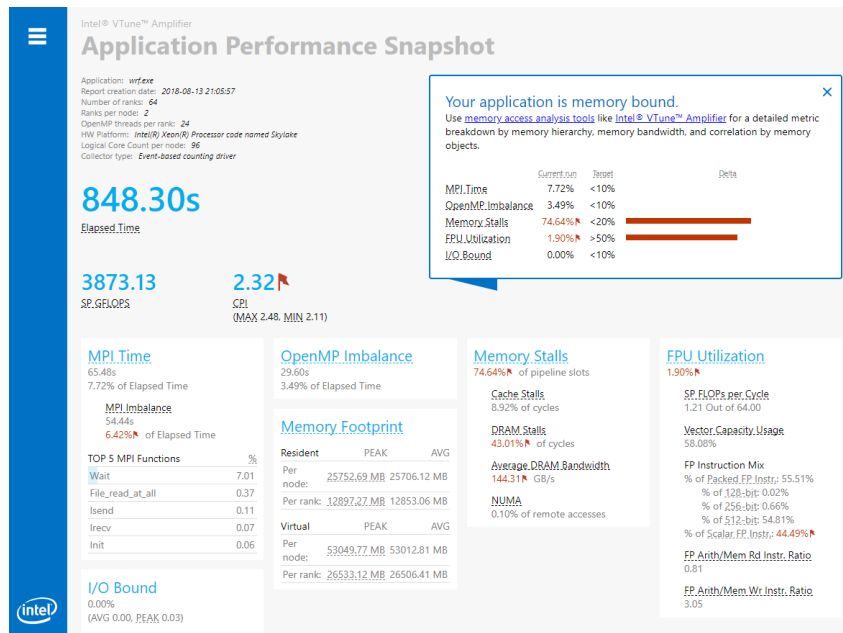 Intel® VTune™ Amplifier
Application Performance Snapshot
Application: wrf.exe
Report creation date: 2018-08-13 21:05:57
Number of ranks: 64
Ranks per node: 2
OpenMP threads per rank: 24
HW Platform: Intel(R) Xeon(R) Processor code named Skylake
Logical Core Count per node: 96
Collector type: Event-based counting driver
848.30s
Elapsed Time
3873.13
SP GFLOPS
2.32
CPI
(MAX 2.48, MIN 2.11)
Your application is memory bound.
Use memory access analysis tools like Intel® VTune™ Amplifier for a detailed metric
breakdown by memory hierarchy, memory bandwidth, and correlation by memory
objects.
Current run Target Delta
MPI Time 7.72% <10%
OpenMP Imbalance 3.49% <10%
Memory Stalls 74.64% <20%
FPU Utilization 1.90% >50%
I/O Bound 0.00% <10%
MPI Time
65.48s
7.72% of Elapsed Time
MPI Imbalance
54.44s
6.42% of Elapsed Time
TOP 5 MPI Functions %
Wait 7.01
File_read_at_all 0.37
Isend 0.11
Irecv 0.07
Init 0.06
I/O Bound
0.00%
(AVG 0.00, PEAK 0.03)
OpenMP Imbalance
29.60s
3.49% of Elapsed Time
Memory Footprint
Resident PEAK AVG
Per
node: 25752.69 MB 25706.12 MB
Per rank: 12897.27 MB 12853.06 MB
Virtual PEAK AVG
Per
node: 53049.77 MB 53012.81 MB
Per rank: 26533.12 MB 26506.41 MB
Memory Stalls
74.64% of pipeline slots
Cache Stalls
8.92% of cycles
DRAM Stalls
43.01% of cycles
Average DRAM Bandwidth
144.31 GB/s
NUMA
0.10% of remote accesses
FPU Utilization
1.90%
SP FLOPs per Cycle
1.21 Out of 64.00
Vector Capacity Usage
58.08%
FP Instruction Mix
% of Packed FP Instr.: 55.51%
% of 128-bit: 0.02%
% of 256-bit: 0.66%
% of 512-bit: 54.81%
% of Scalar FP Instr.: 44.49%
FP Arith/Mem Rd Instr. Ratio
0.81
FP Arith/Mem Wr Instr. Ratio
3.05
intel